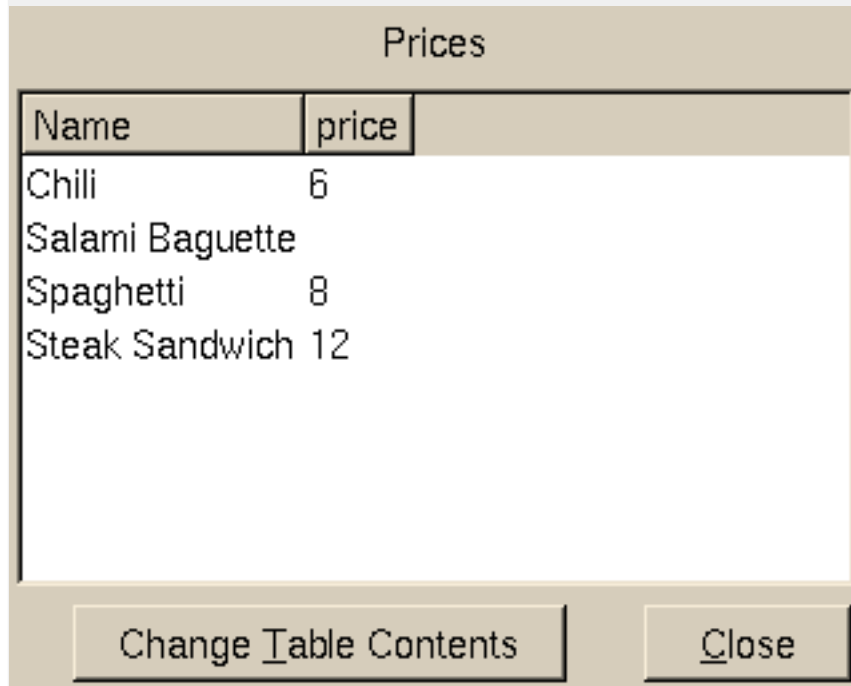 Prices
Name price
Chili 6
Salami Baguette
Spaghetti 8
Steak Sandwich 12
Change Table Contents Close